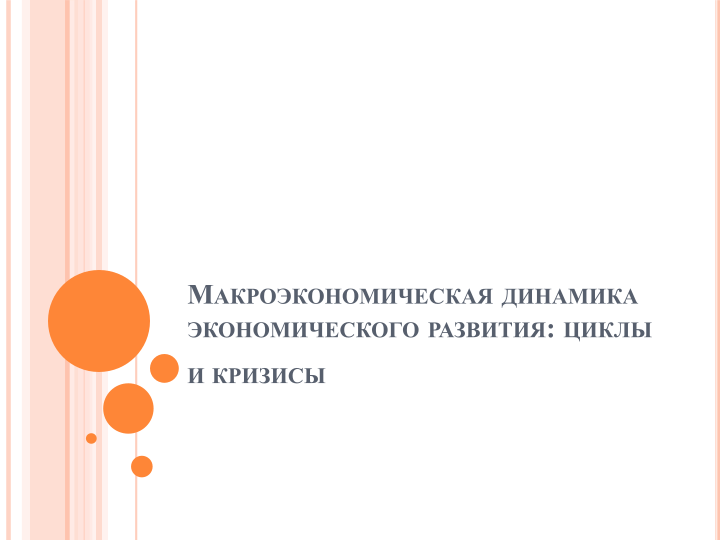 Макроэкономическая динамика
экономического развития: циклы
и кризисы